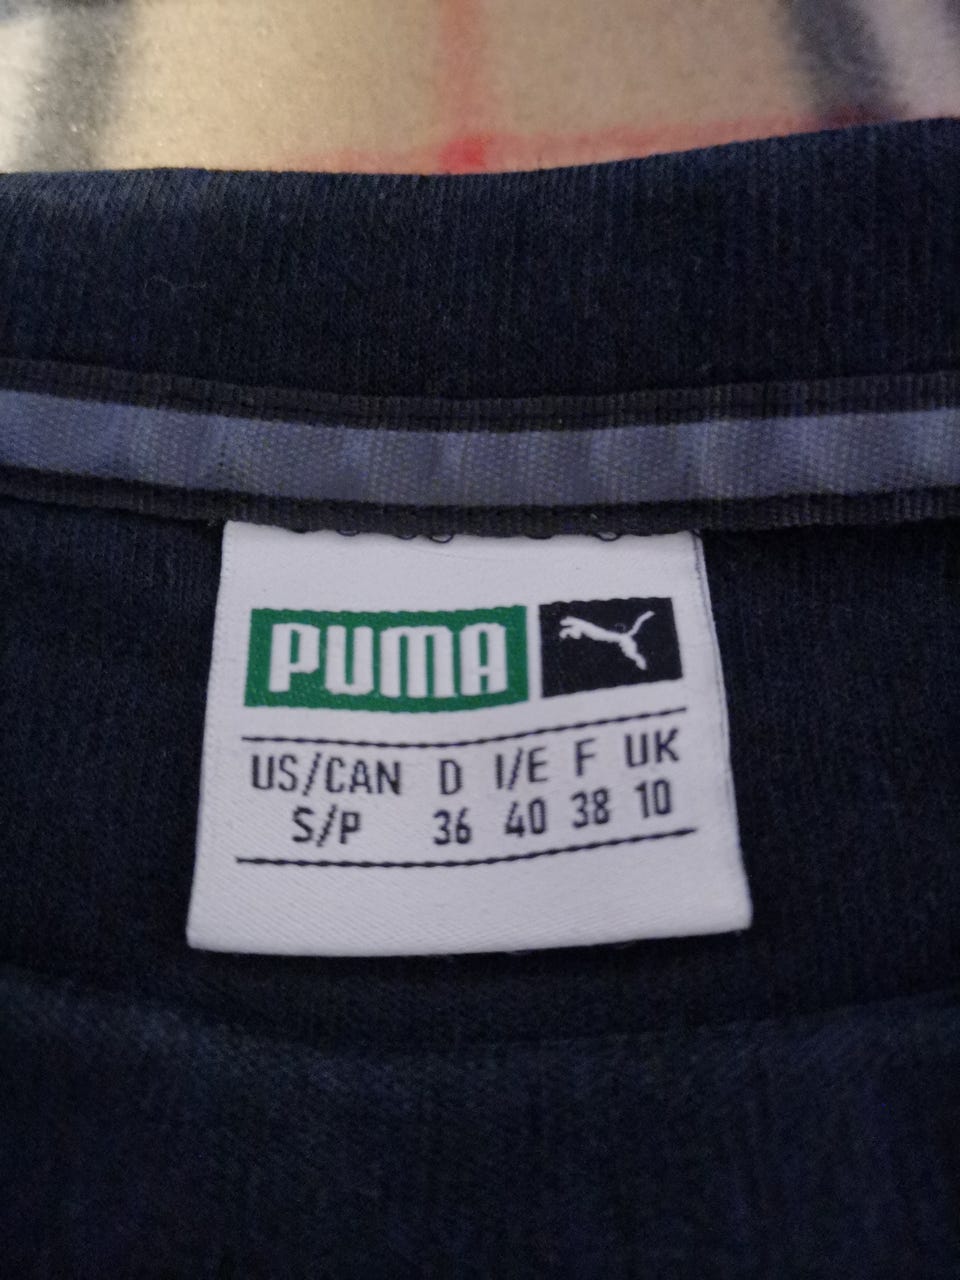 PUMA
US/CAN D I/E F UK
S/P 36 40 38 10